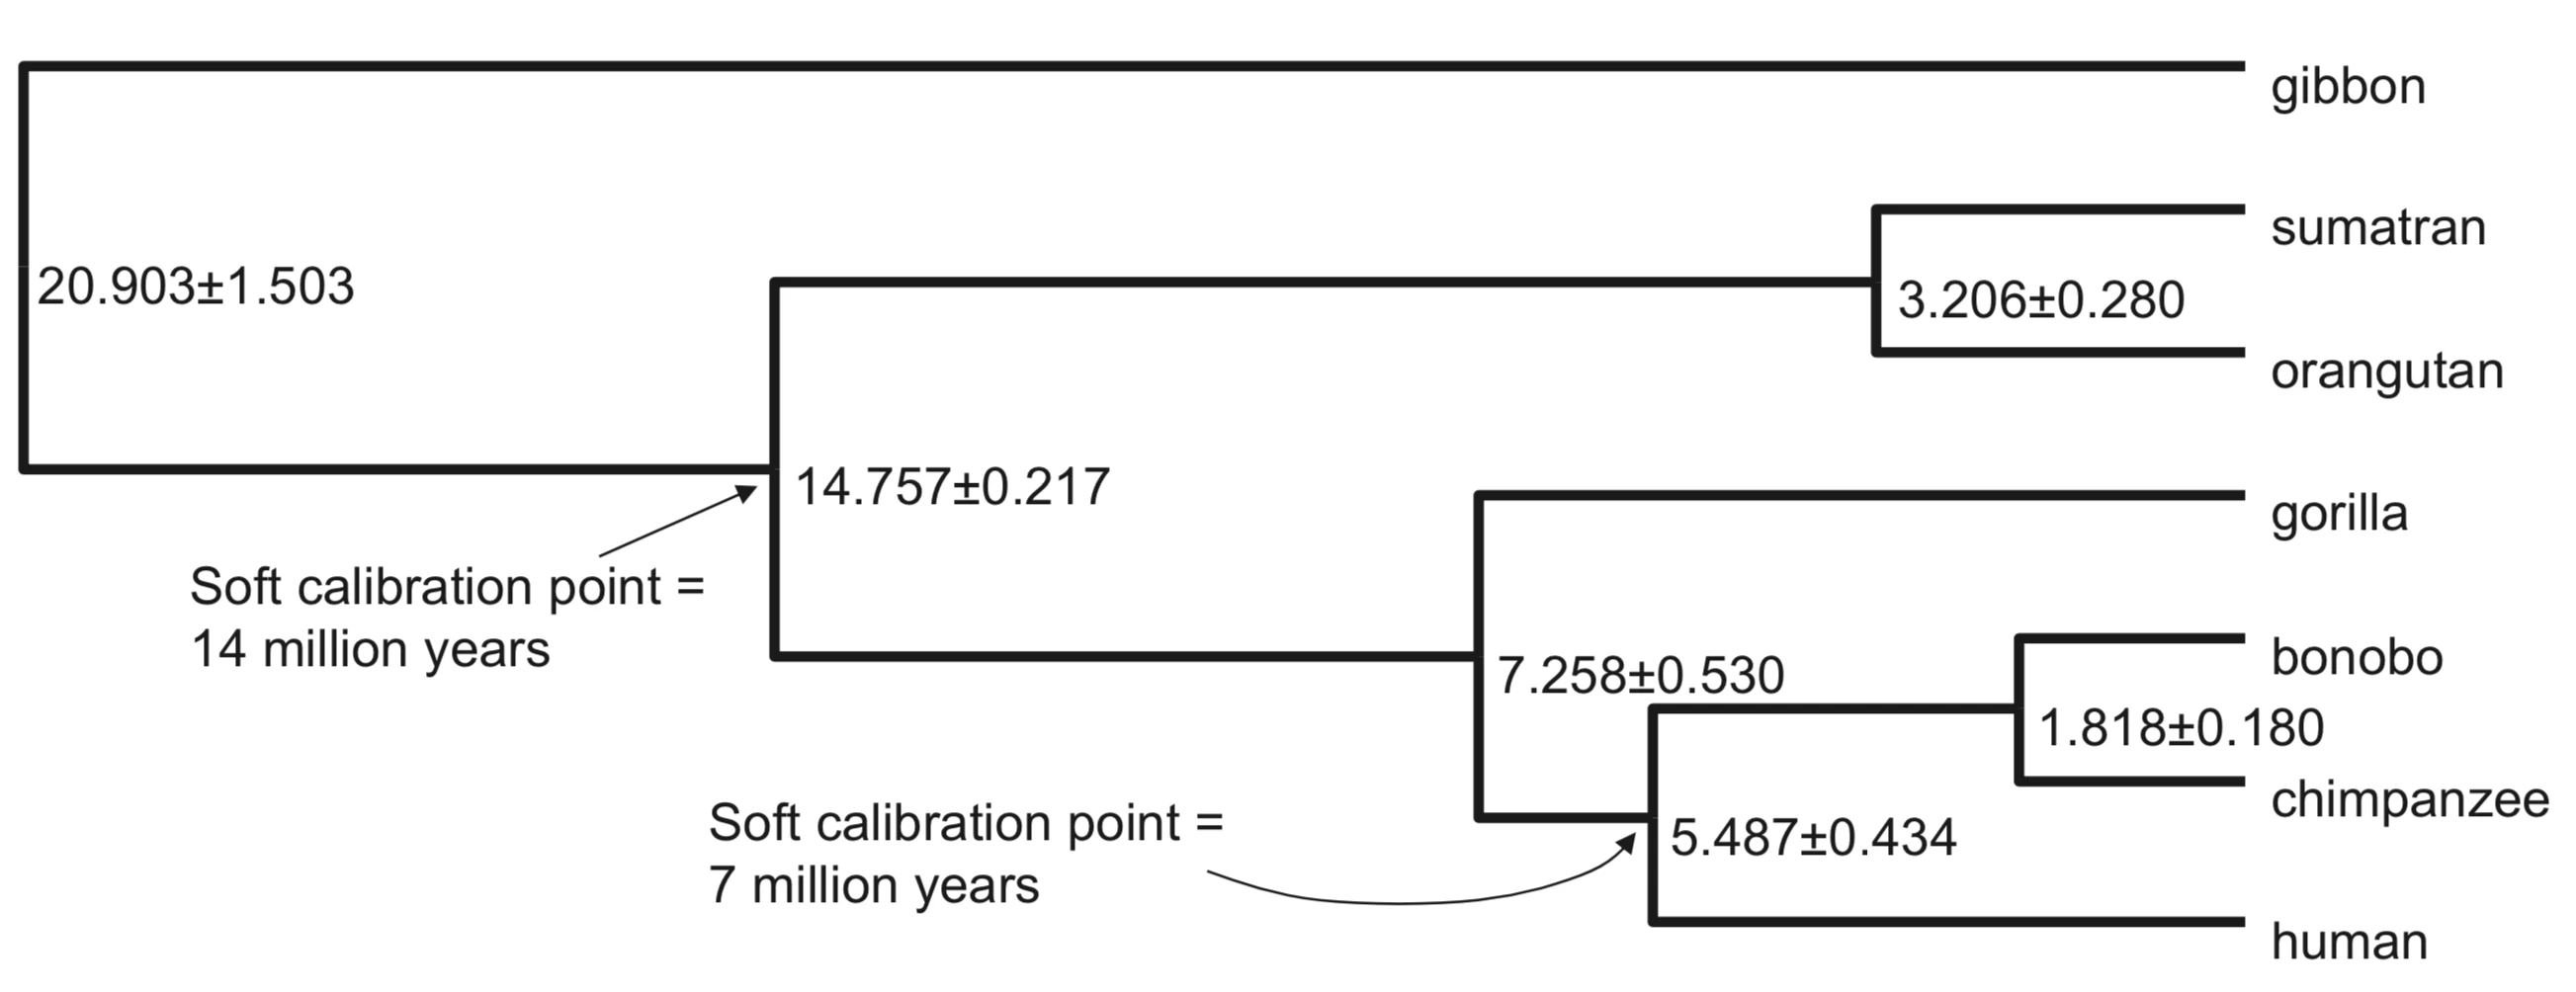 gibbon
sumatran
20.903±1.503
3.206±0.280
orangutan
14.757±0.217
gorilla
Soft calibration point =
14 million years
bonobo
7.258±0.530
1.818±0.180
chimpanzee
Soft calibration point =
7 million years
5.487±0.434
human